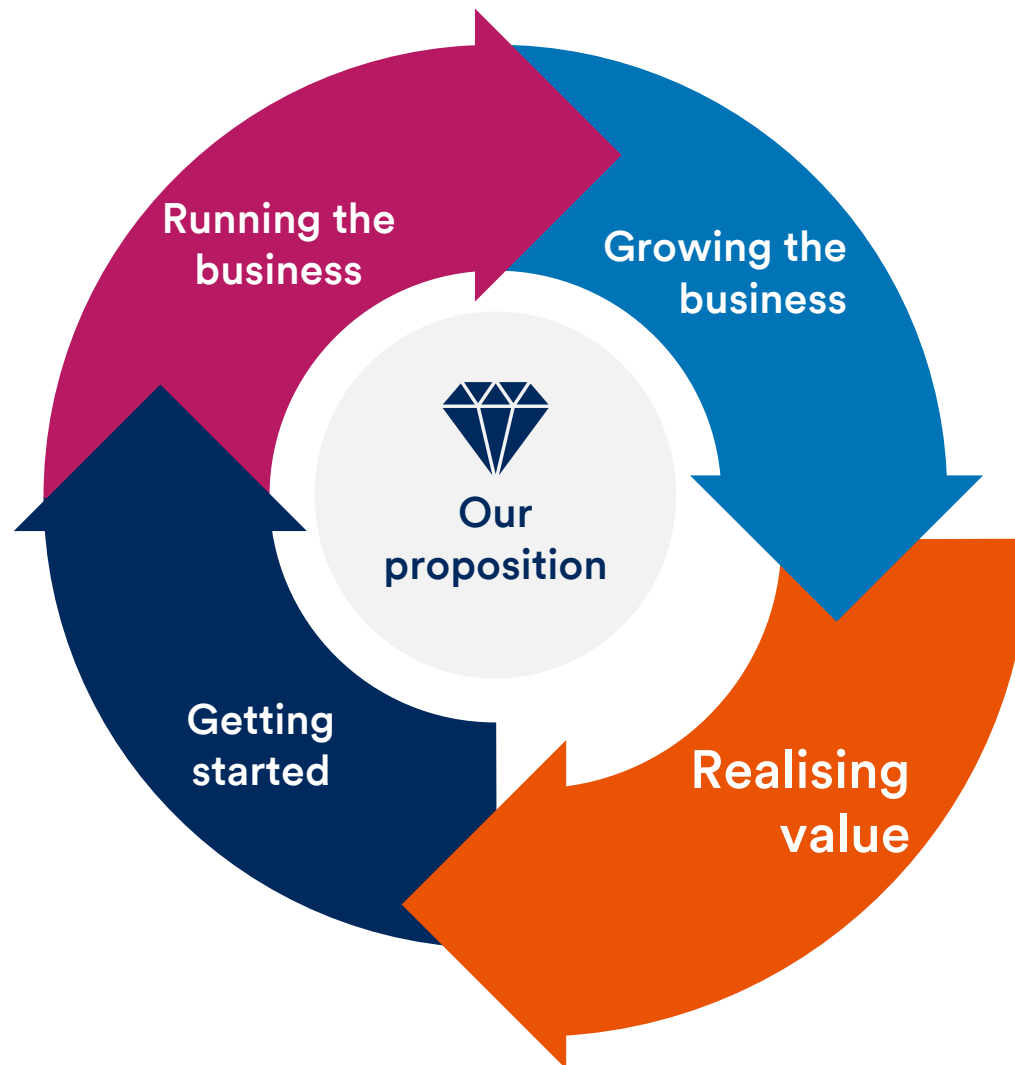 Running the
business
Growing the
business
Our
proposition
Getting
started
Realising
value